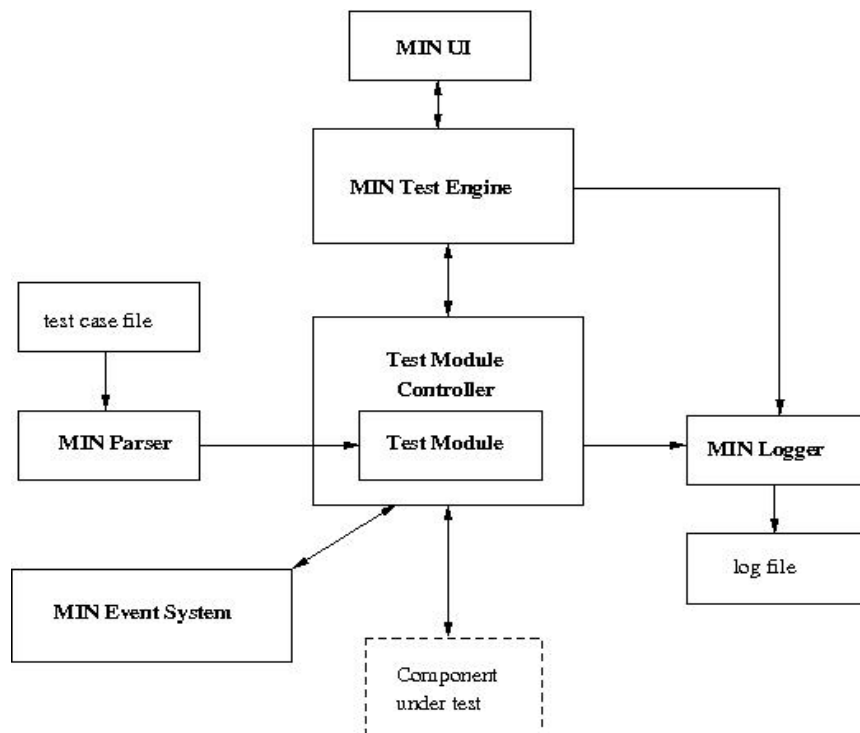 MIN UI
MIN Test Engine
test case file
Test Module
Controller
MIN Parser
Test Module
MIN Logger
log file
MIN Event System
Component
under test